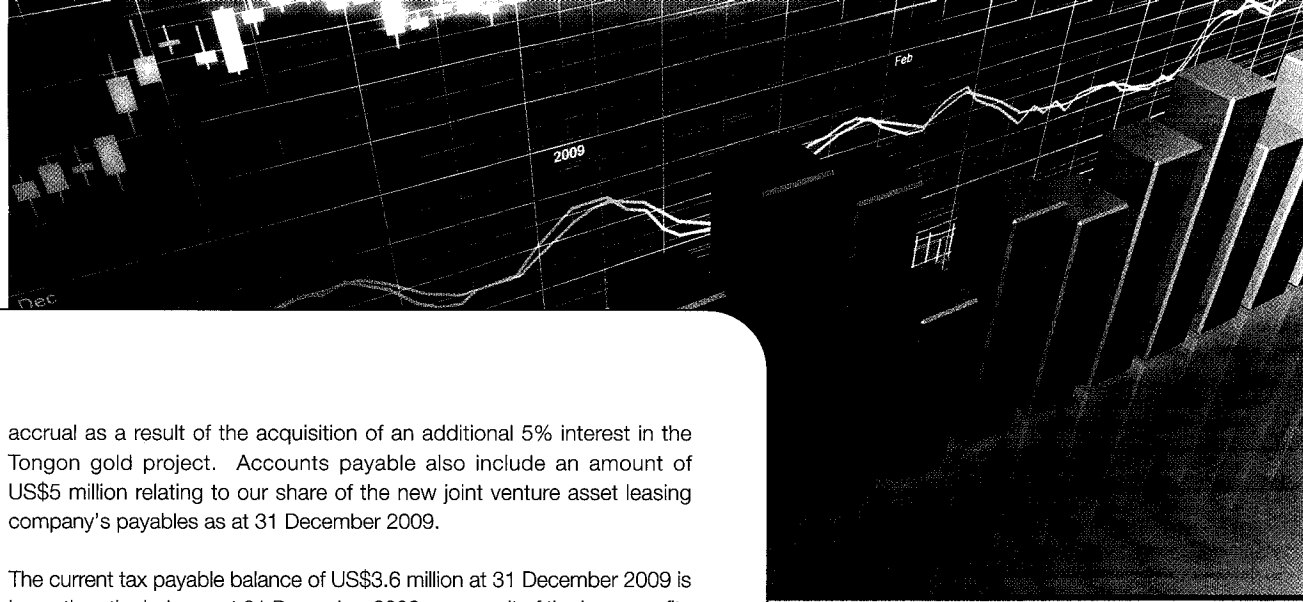 Feb
2009
Dec
accrual as a result of the acquisition of an additional 5% interest in the
Tongon gold project. Accounts payable also include an amount of
US$5 million relating to our share of the new joint venture asset leasing
company's payables as at 31 December 2009.
The current tax payable balance of US$3.6 million at 31 December 2009 is